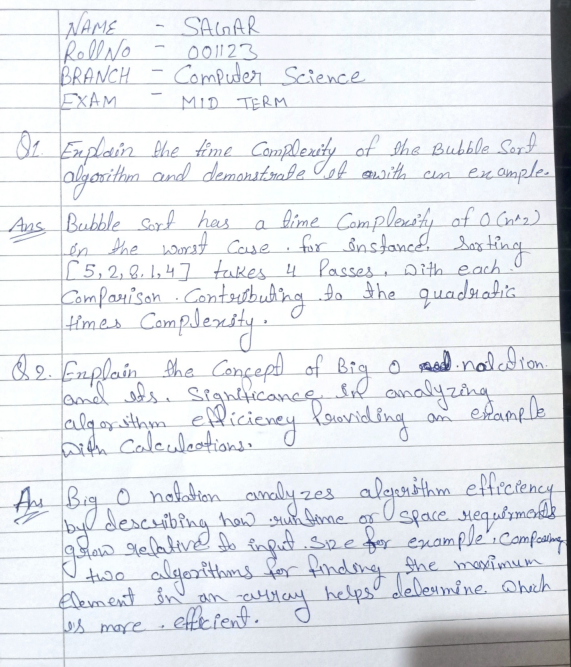 NAME - SAGAR
Roll No - 001123
BRANCH - Computer Science
EXAM - MID TERM
Q1. Explain the time Complexity of the Bubble Sort
algorithm and demonstrate it with an example.
Ans Bubble sort has a time Complexity of O(n^2)
in the worst Case. for instance, Sorting
[5,2,8,1,4] takes 4 Passes, with each
Comparison. Contributing to the quadratic
times Complexity.
Q2. Explain the Concept of Big O notation
and its. Significance in analyzing
algorithm efficiency Providing an example
with Calculations.
Ans Big O notation analyzes algorithm efficiency
by describing how runtime or space requirments
grow relative to input size for example, Comparing
two algorithms for finding the maximum
Element in an array helps determine which
is more efficient.